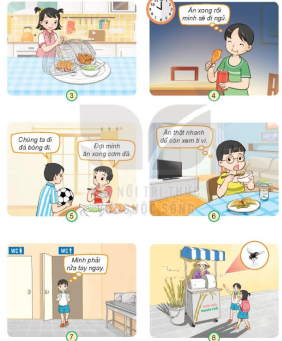 3
Ăn xong rồi
mình sẽ đi ngủ.
4
Chúng ta đi
đá bóng đi.
Đợi mình
ăn xong cơm đã.
5
Ăn thật nhanh
để còn xem ti vi.
6
WC
WC
Mình phải
rửa tay ngay.
7
8